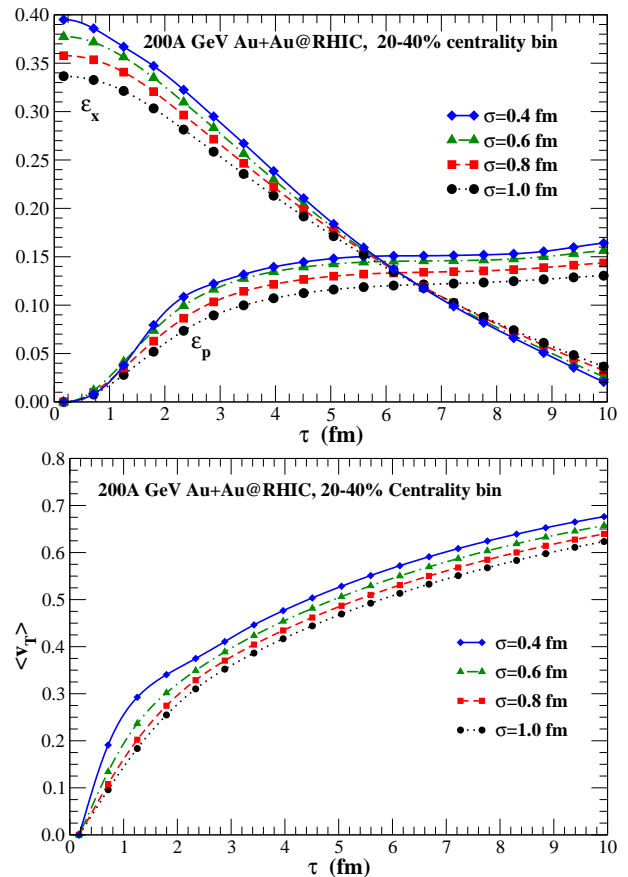 200A GeV Au+Au@RHIC, 20-40% centrality bin
0.40
0.35
0.30
0.25
0.20
0.15
0.10
0.05
0.00
εx
εp
σ=0.4 fm
σ=0.6 fm
σ=0.8 fm
σ=1.0 fm
0 1 2 3 4 5 6 7 8 9 10
τ (fm)
200A GeV Au+Au@RHIC, 20-40% Centrality bin
0.8
0.7
0.6
0.5
0.4
0.3
0.2
0.1
0.0
<vT>
σ=0.4 fm
σ=0.6 fm
σ=0.8 fm
σ=1.0 fm
0 1 2 3 4 5 6 7 8 9 10
τ (fm)